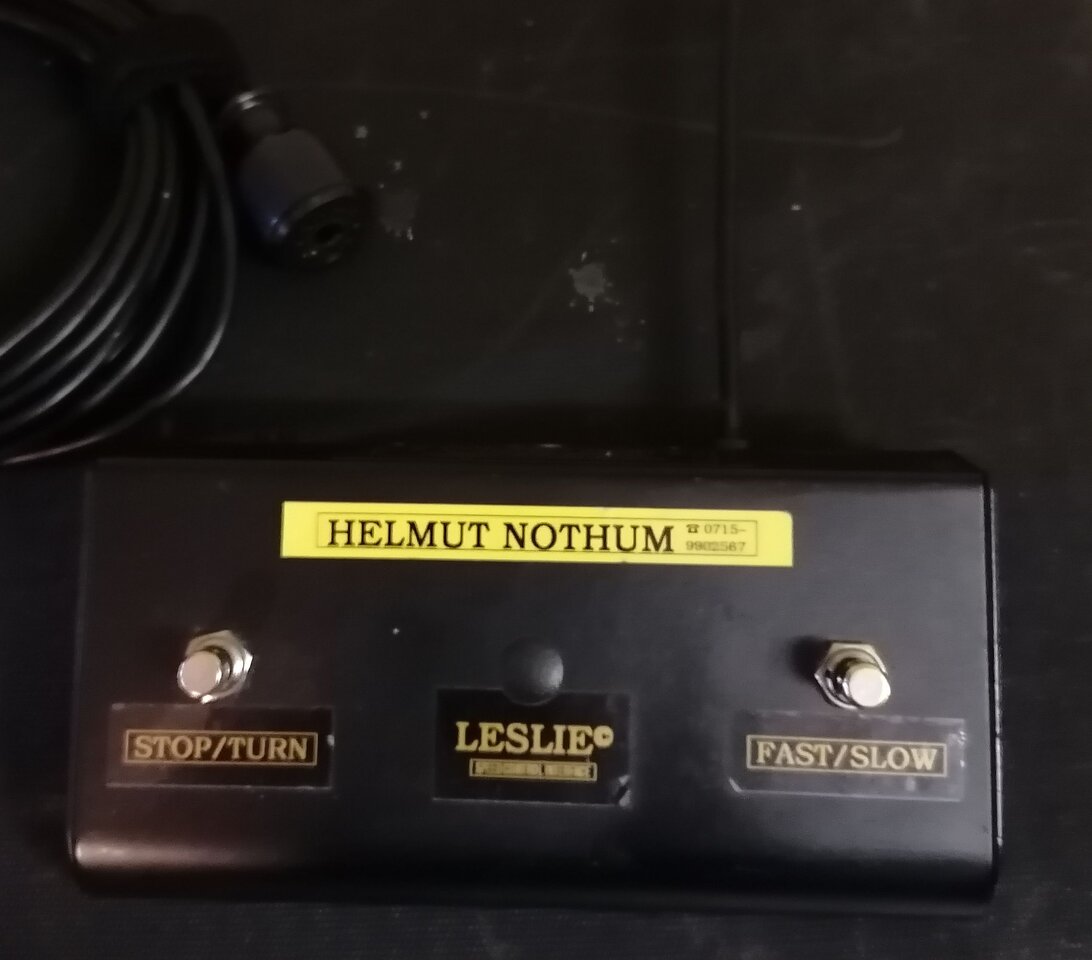 HELMUT NOTHUM
☎ 0715-
9902567
STOP/TURN
LESLIE©
FAST/SLOW